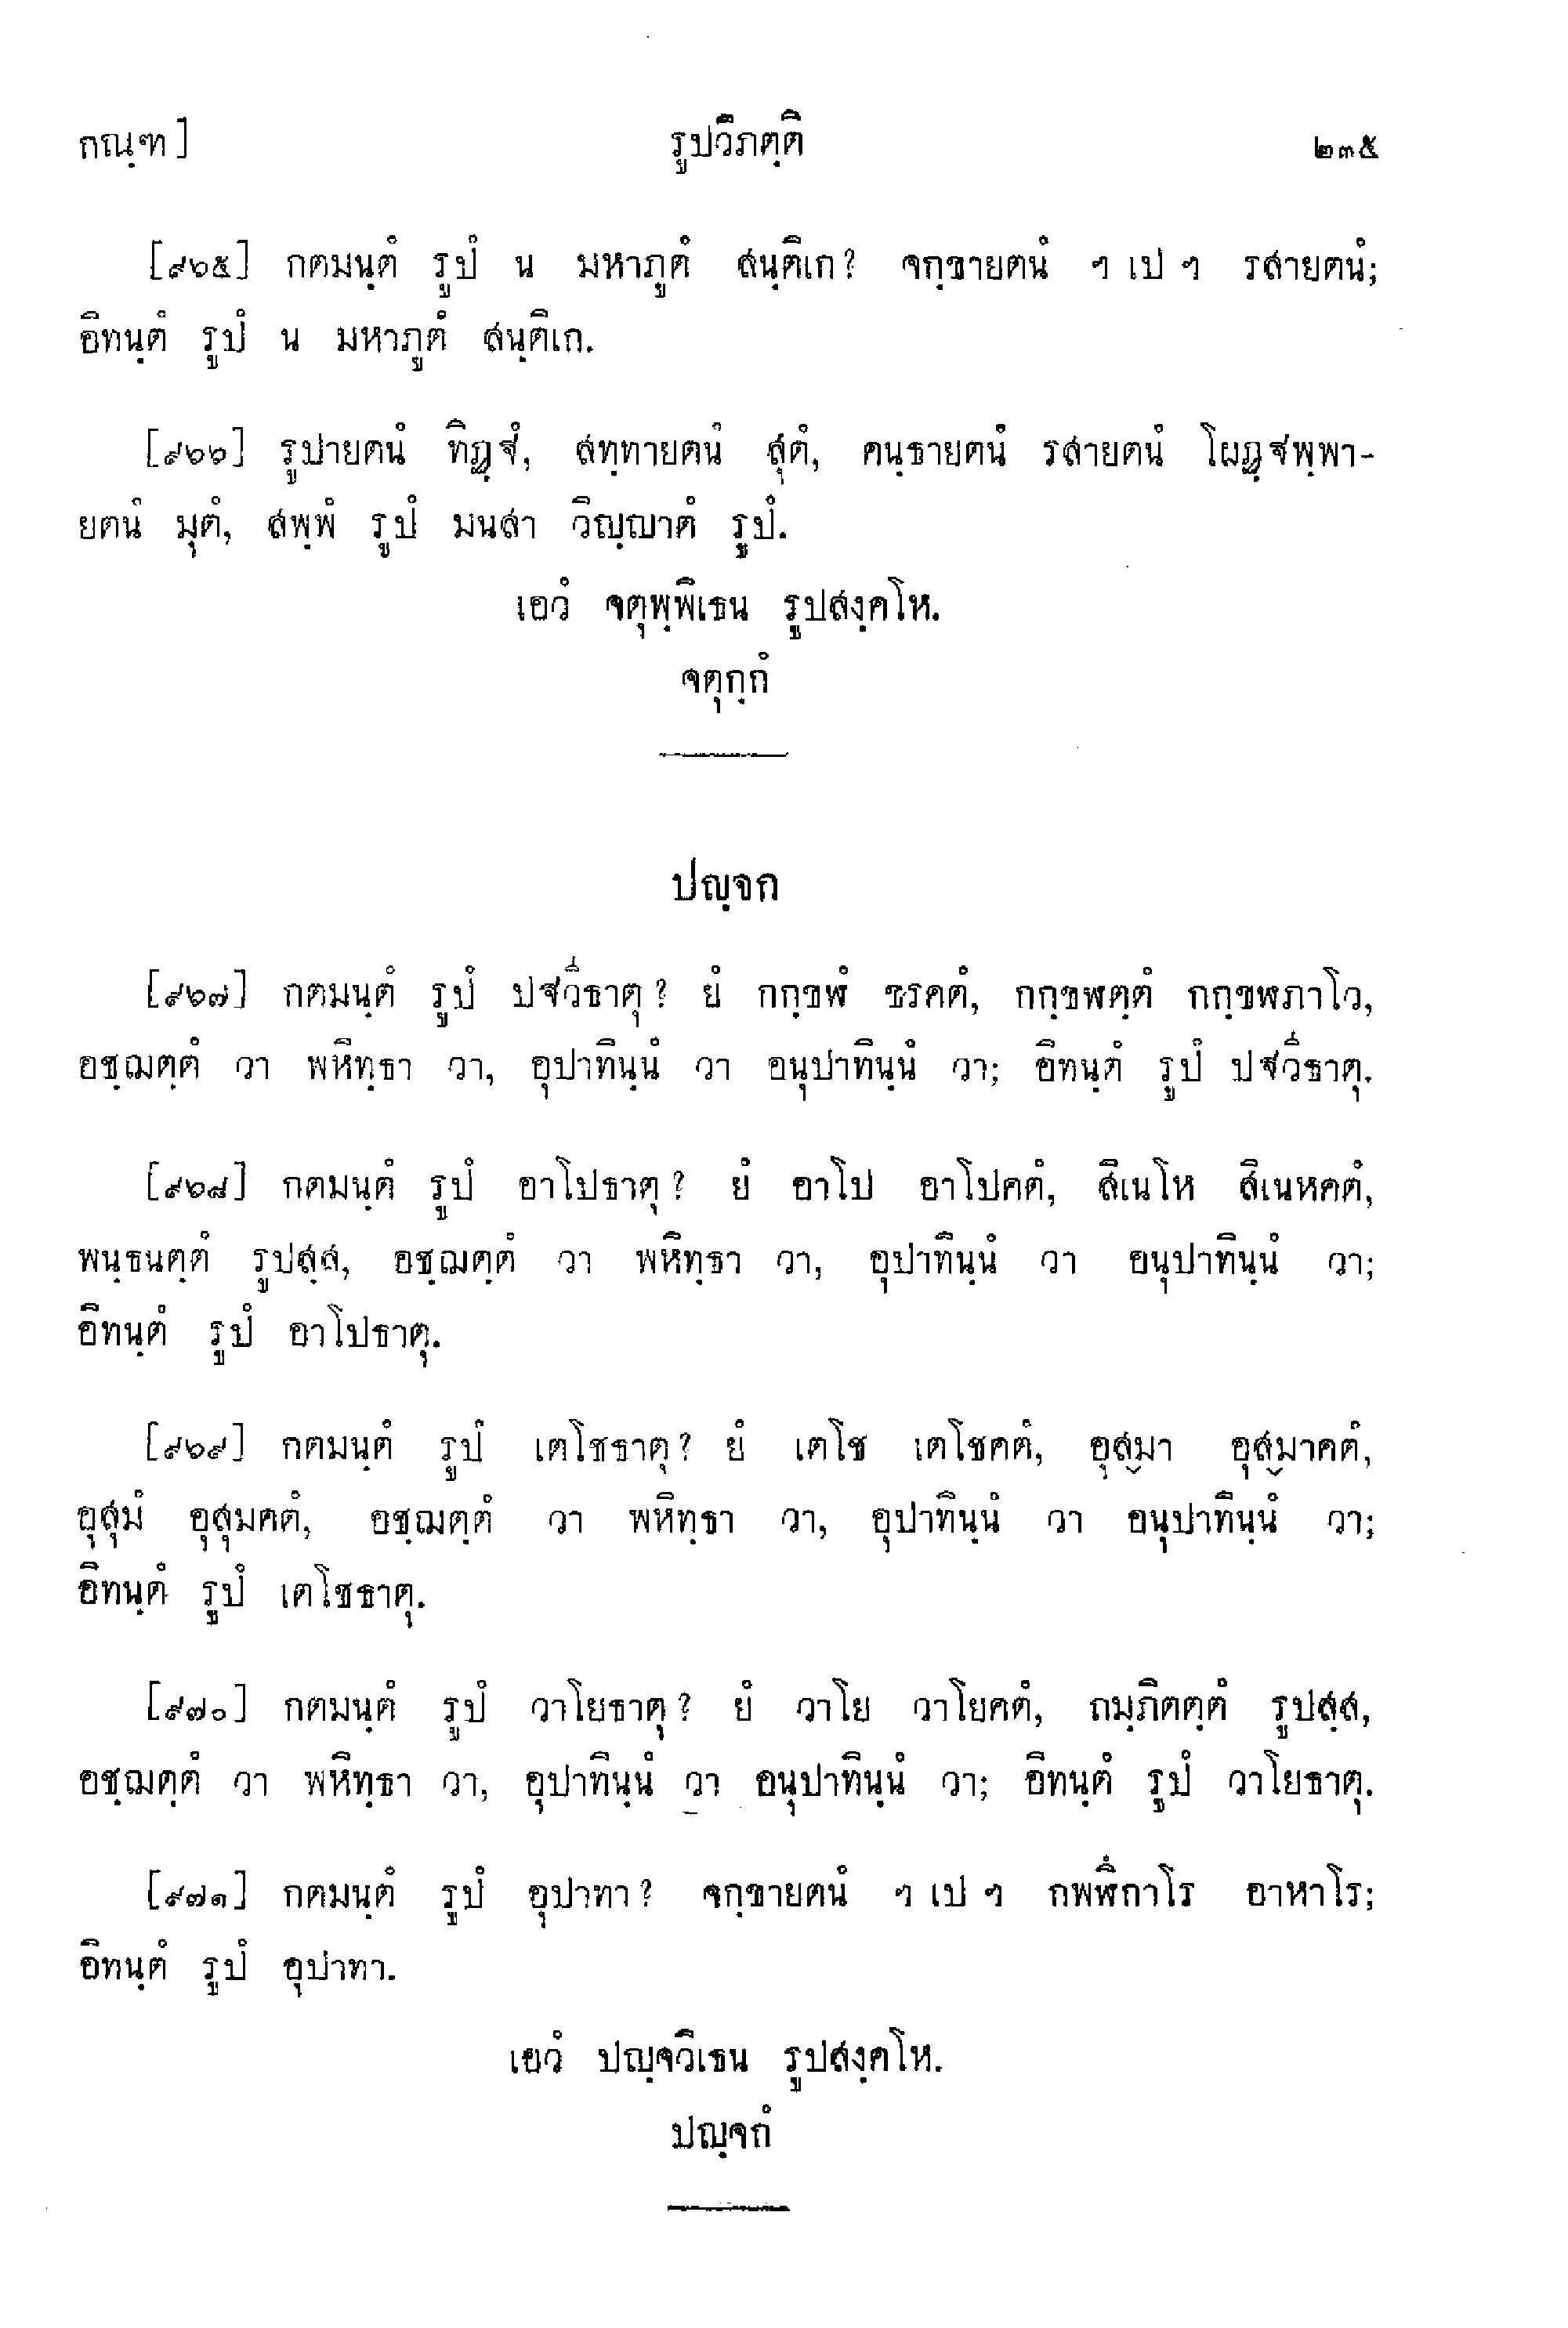 กณฺฑ] รูปวิภตฺติ ๒๓๕
[๙๖๕] กตมนฺตํ รูปํ น มหาภูตํ สนฺติเก? จกฺขายตนํ ฯ เป ฯ รสายตนํ;
อิทนฺตํ รูปํ น มหาภูตํ สนฺติเก.
[๙๖๖] รูปายตนํ ทิฏฺฐํ, สทฺทายตนํ สุตํ, คนฺธายตนํ รสายตนํ โผฏฺฐพฺพา-
ยตนํ มุตํ, สพฺพํ รูปํ มนสา วิญฺญาตํ รูปํ.
เอวํ จตุพฺพิเธน รูปสงฺคโห.
จตุกฺกํ
ปญฺจก
[๙๖๗] กตมนฺตํ รูปํ ปฐวีธาตุ? ยํ กกฺขฬํ ขรคตํ, กกฺขฬตฺตํ กกฺขฬภาโว,
อชฺฌตฺตํ วา พหิทฺธา วา, อุปาทินฺนํ วา อนุปาทินฺนํ วา; อิทนฺตํ รูปํ ปฐวีธาตุ.
[๙๖๘] กตมนฺตํ รูปํ อาโปธาตุ? ยํ อาโป อาโปคตํ, สิเนโห สิเนหคตํ,
พนฺธนตฺตํ รูปสฺส, อชฺฌตฺตํ วา พหิทฺธา วา, อุปาทินฺนํ วา อนุปาทินฺนํ วา;
อิทนฺตํ รูปํ อาโปธาตุ.
[๙๖๙] กตมนฺตํ รูปํ เตโชธาตุ? ยํ เตโช เตโชคตํ, อุสฺมา อุสฺมาคตํ,
อุสุมํ อุสุมคตํ, อชฺฌตฺตํ วา พหิทฺธา วา, อุปาทินฺนํ วา อนุปาทินฺนํ วา;
อิทนฺตํ รูปํ เตโชธาตุ.
[๙๗๐] กตมนฺตํ รูปํ วาโยธาตุ? ยํ วาโย วาโยคตํ, ถมฺภิตตฺตํ รูปสฺส,
อชฺฌตฺตํ วา พหิทฺธา วา, อุปาทินฺนํ วา อนุปาทินฺนํ วา; อิทนฺตํ รูปํ วาโยธาตุ.
[๙๗๑] กตมนฺตํ รูปํ อุปาทา? จกฺขายตนํ ฯ เป ฯ กพฬึกาโร อาหาโร;
อิทนฺตํ รูปํ อุปาทา.
เอวํ ปญฺจวิเธน รูปสงฺคโห.
ปญฺจกํ